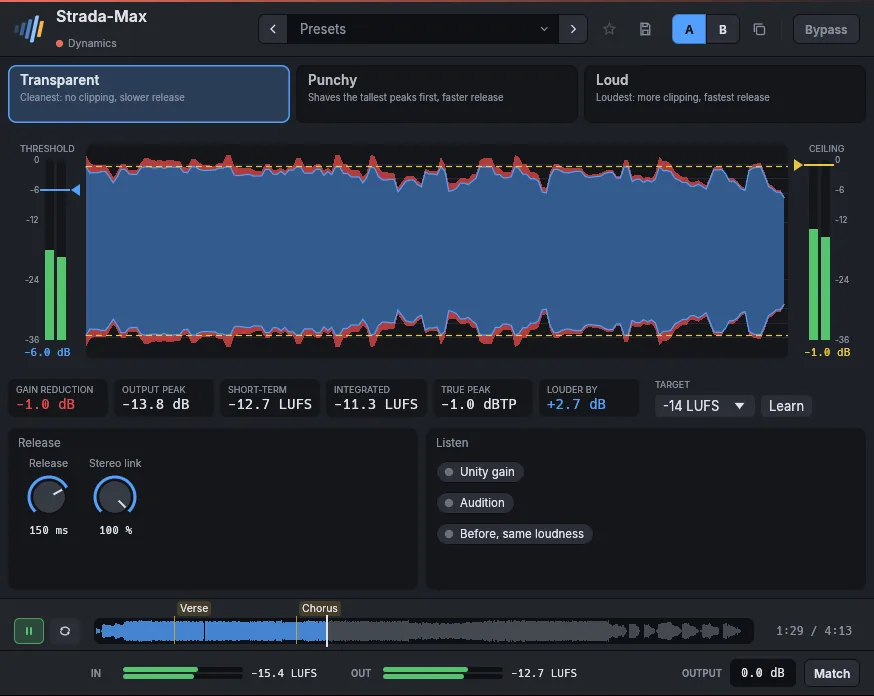 Strada-Max
Dynamics
Presets
A
B
Bypass
Transparent
Cleanest: no clipping, slower release
Punchy
Shaves the tallest peaks first, faster release
Loud
Loudest: more clipping, fastest release
THRESHOLD
0
-6
-12
-24
-36
-6.0 dB
CEILING
0
-6
-12
-24
-36
-1.0 dB
GAIN REDUCTION
-1.0 dB
OUTPUT PEAK
-13.8 dB
SHORT-TERM
-12.7 LUFS
INTEGRATED
-11.3 LUFS
TRUE PEAK
-1.0 dBTP
LOUDER BY
+2.7 dB
TARGET
-14 LUFS
Learn
Release
Release
150 ms
Stereo link
100 %
Listen
Unity gain
Audition
Before, same loudness
Verse
Chorus
1:29 / 4:13
IN
-15.4 LUFS
OUT
-12.7 LUFS
OUTPUT
0.0 dB
Match